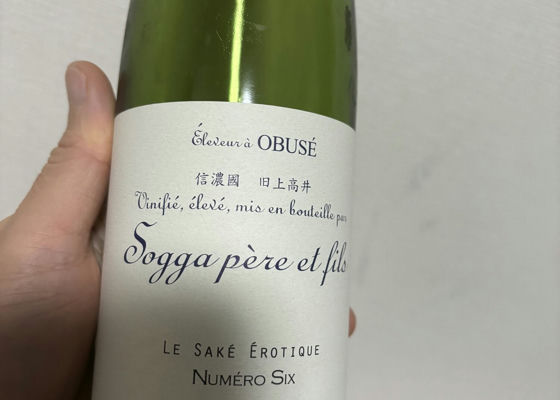 Éleveur à OBUSÉ
信濃國 旧上高井
Vinifié, élevé, mis en bouteille par
Sogga père et fils
LE SAKÉ ÉROTIQUE
NUMÉRO SIX